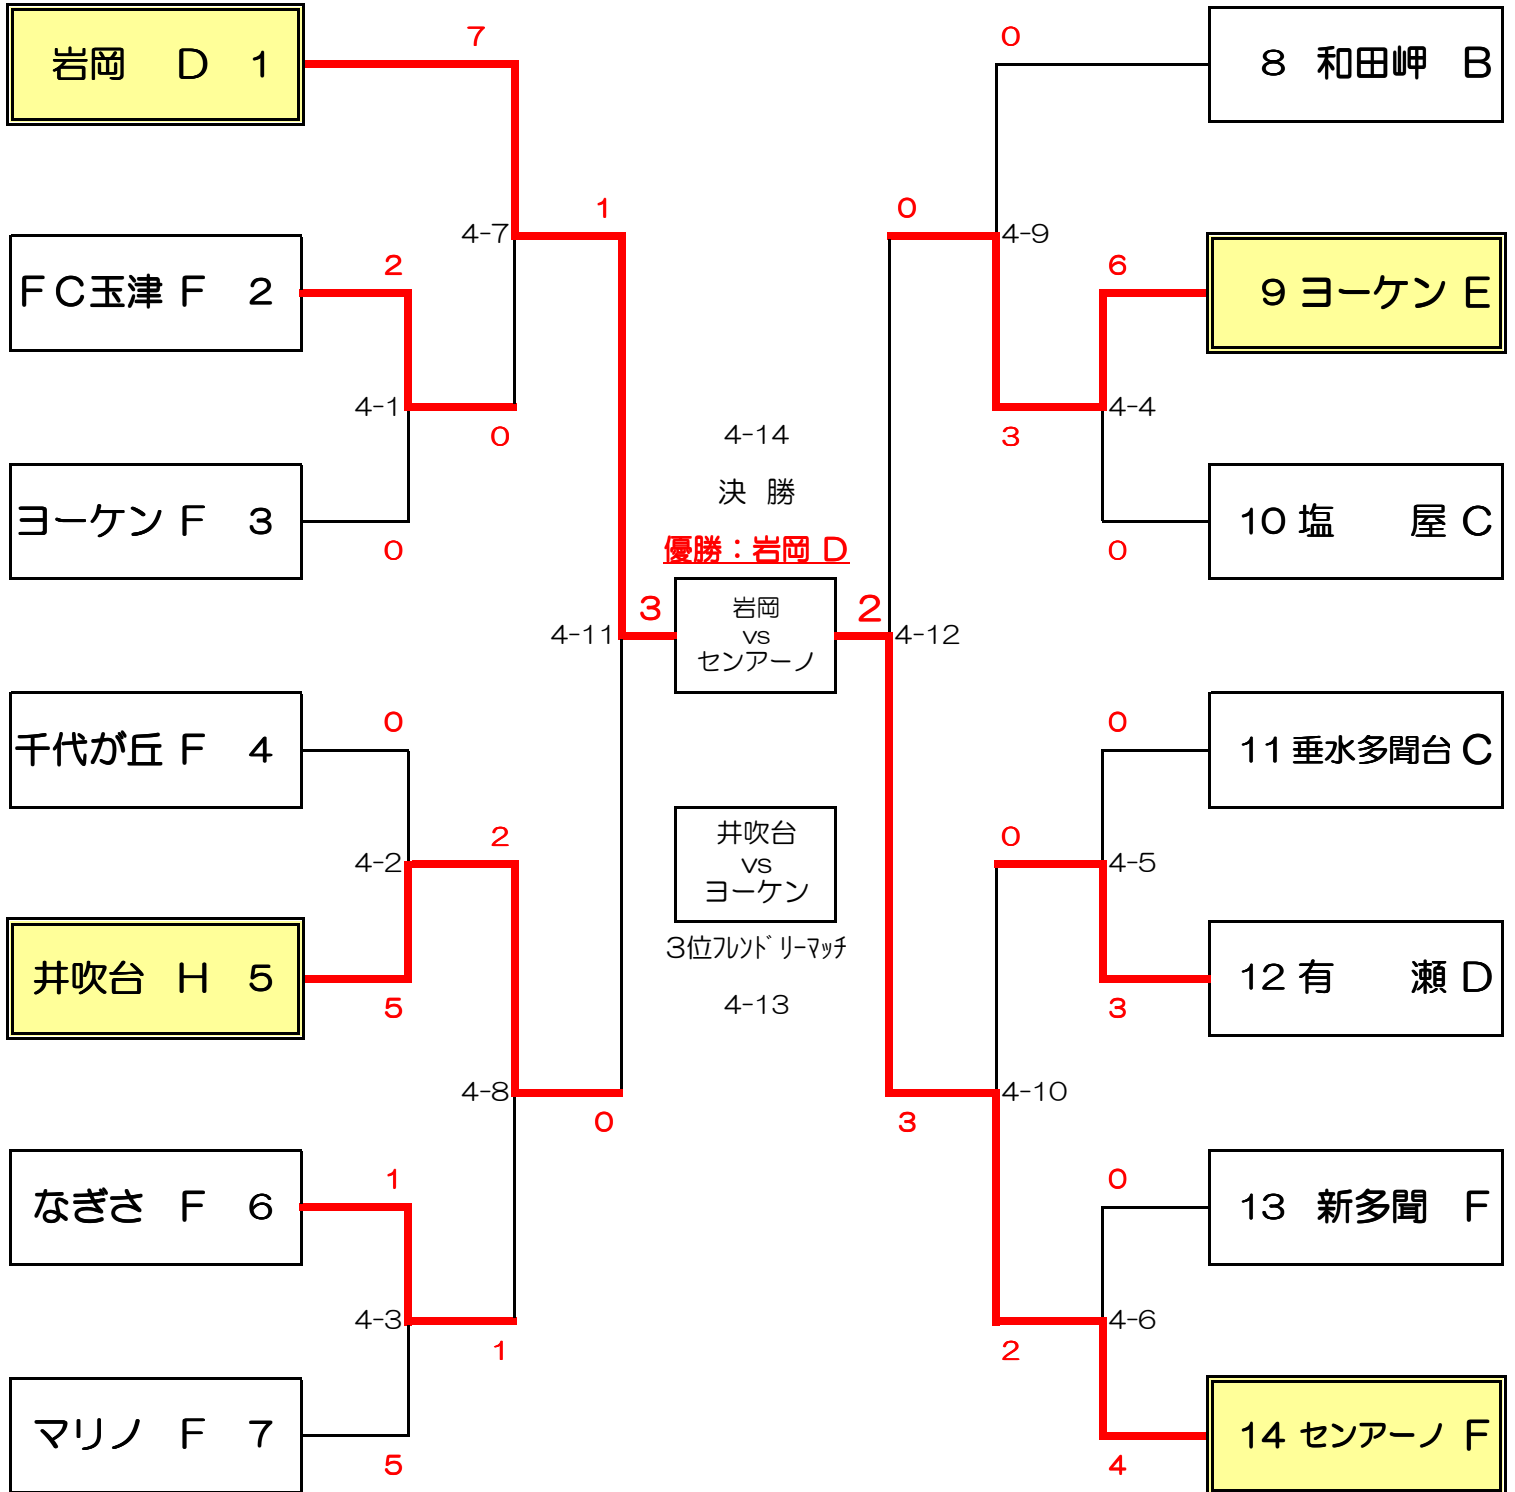 岩岡 D 1
7
0
8 和田岬 B
4-7
1
0
4-9
FC玉津 F 2
2
6
9 ヨーケン E
4-1
0
3
4-4
ヨーケン F 3
0
0
10 塩 屋 C
4-14
決 勝
優勝：岩岡 D
3
岩岡
vs
センアーノ
2
4-11
4-12
千代が丘 F 4
0
0
11 垂水多聞台 C
4-2
2
0
4-5
井吹台
vs
ヨーケン
3位フレンドリーマッチ
4-13
井吹台 H 5
5
3
12 有 瀬 D
4-8
0
3
4-10
なぎさ F 6
1
0
13 新多聞 F
4-3
1
2
4-6
マリノ F 7
5
4
14 センアーノ F